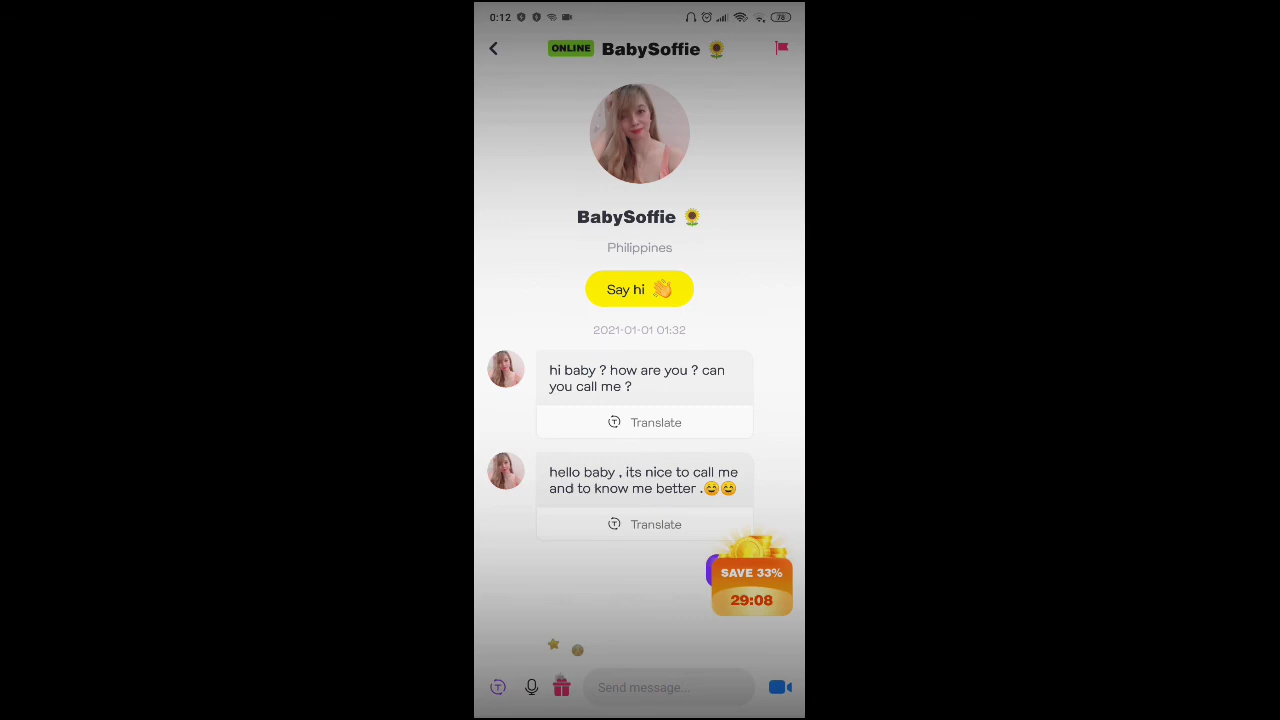 0:12
78
ONLINE BabySoffie
BabySoffie
Philippines
Say hi
2021-01-01 01:32
hi baby ? how are you ? can
you call me ?
Translate
hello baby , its nice to call me
and to know me better .
Translate
SAVE 33%
29:08
Send message...